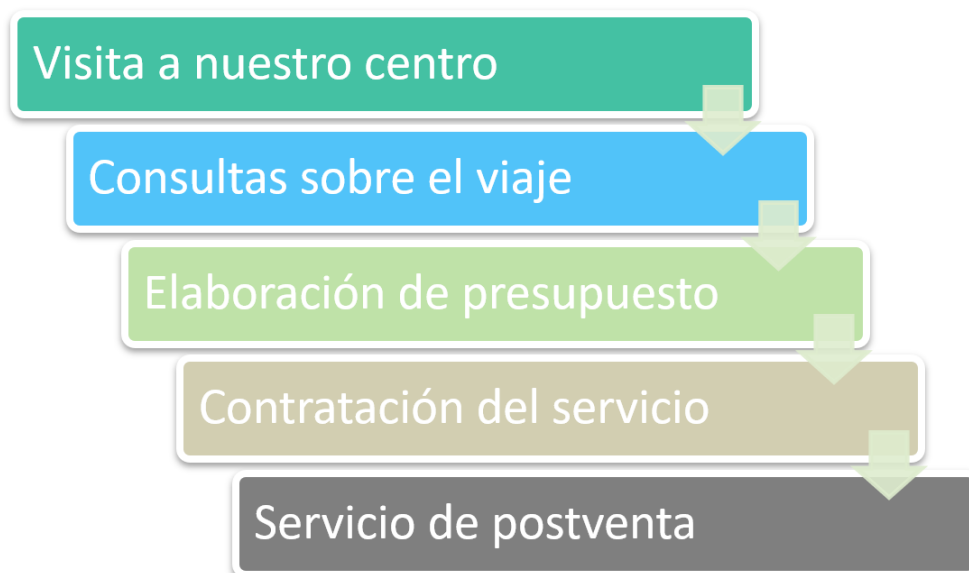 Visita a nuestro centro
Consultas sobre el viaje
Elaboración de presupuesto
Contratación del servicio
Servicio de postventa